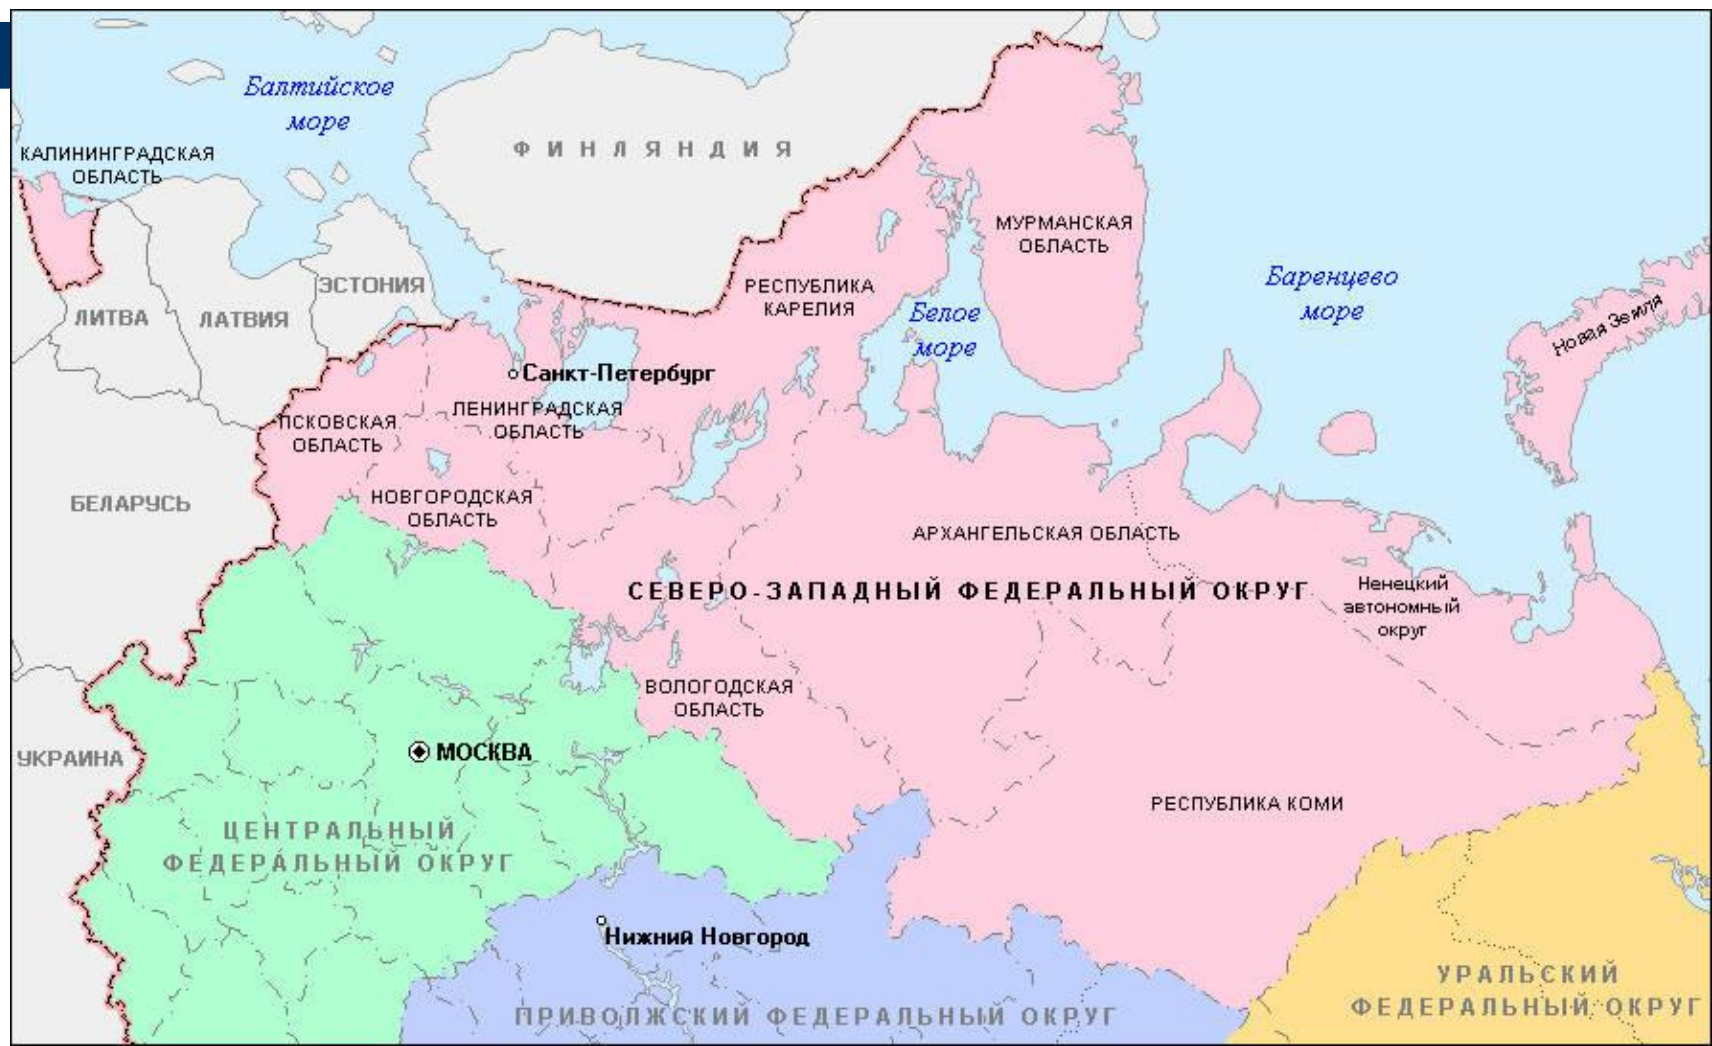 Балтийское
море
КАЛИНИНГРАДСКАЯ
ОБЛАСТЬ
ФИНЛЯНДИЯ
МУРМАНСКАЯ
ОБЛАСТЬ
РЕСПУБЛИКА
КАРЕЛИЯ
Баренцево
море
Белое
море
Новая Земля
ЭСТОНИЯ
ЛИТВА
ЛАТВИЯ
Санкт-Петербург
ЛЕНИНГРАДСКАЯ
ОБЛАСТЬ
ПСКОВСКАЯ
ОБЛАСТЬ
БЕЛАРУСЬ
НОВГОРОДСКАЯ
ОБЛАСТЬ
АРХАНГЕЛЬСКАЯ ОБЛАСТЬ
СЕВЕРО-ЗАПАДНЫЙ ФЕДЕРАЛЬНЫЙ ОКРУГ
Ненецкий
автономный
округ
ВОЛОГОДСКАЯ
ОБЛАСТЬ
УКРАИНА
МОСКВА
РЕСПУБЛИКА КОМИ
ЦЕНТРАЛЬНЫЙ
ФЕДЕРАЛЬНЫЙ ОКРУГ
Нижний Новгород
ПРИВОЛЖСКИЙ ФЕДЕРАЛЬНЫЙ ОКРУГ
УРАЛЬСКИЙ
ФЕДЕРАЛЬНЫЙ ОКРУГ